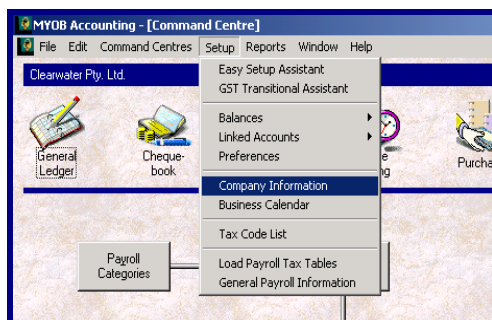 MYOB Accounting - [Command Centre]
File Edit Command Centres Setup Reports Window Help
Clearwater Pty. Ltd.
Easy Setup Assistant
GST Transitional Assistant
Balances
Linked Accounts
Preferences
Company Information
Business Calendar
Tax Code List
Load Payroll Tax Tables
General Payroll Information
General
Ledger
Cheque-
book
Payroll
Categories